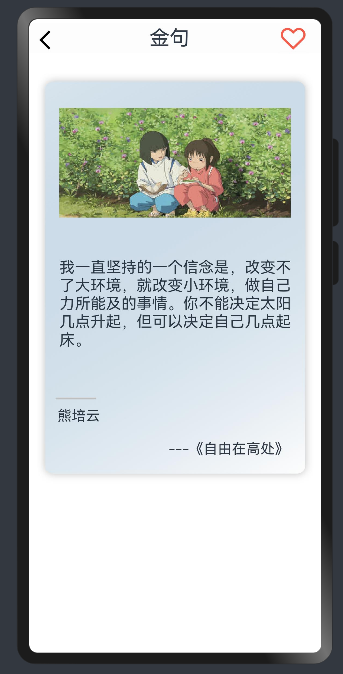 金句
我一直坚持的一个信念是，改变不
了大环境，就改变小环境，做自己
力所能及的事情。你不能决定太阳
几点升起，但可以决定自己几点起
床。
熊培云
---《自由在高处》